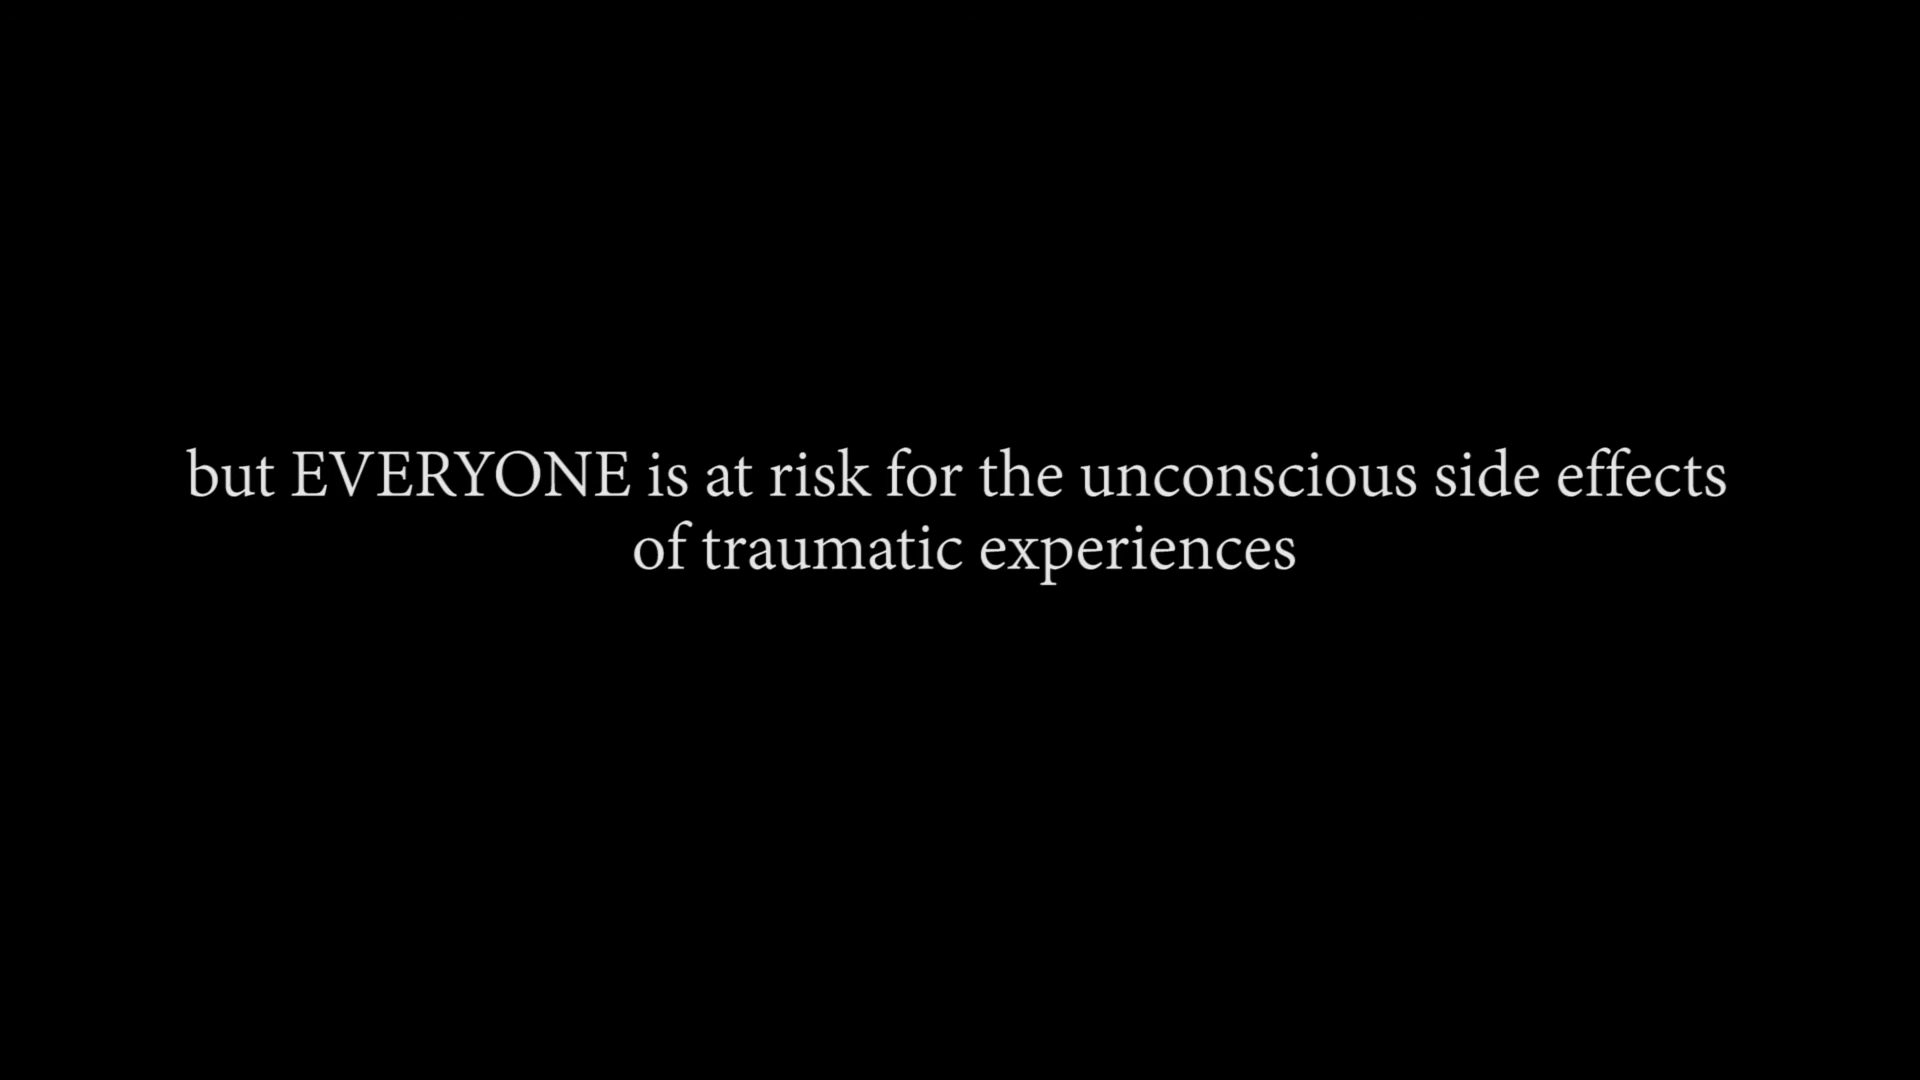 but EVERYONE is at risk for the unconscious side effects
of traumatic experiences